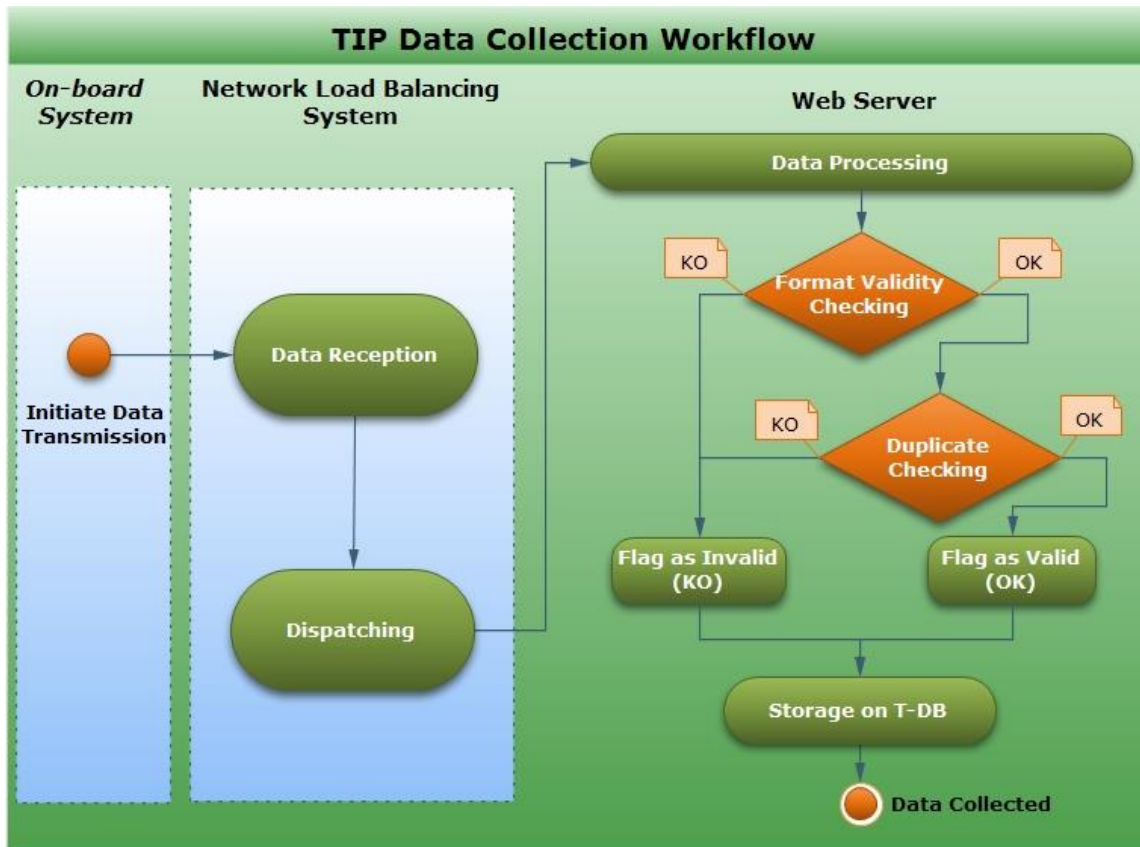 TIP Data Collection Workflow
On-board
System
Network Load Balancing
System
Web Server
Data Processing
KO
OK
Format Validity
Checking
Data Reception
Initiate Data
Transmission
KO
OK
Duplicate
Checking
Flag as Invalid
(KO)
Flag as Valid
(OK)
Dispatching
Storage on T-DB
Data Collected